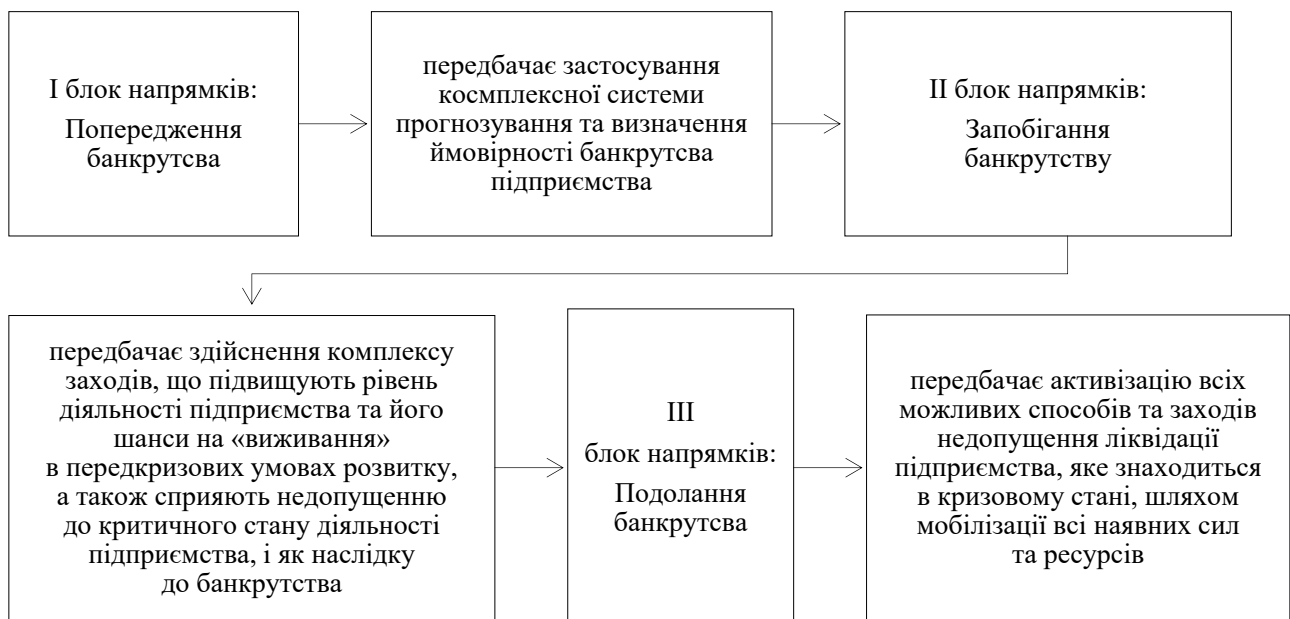 І блок напрямків:
Попередження
банкрутсва
передбачає застосування
космплексної системи
прогнозування та визначення
ймовірності банкрутсва
підприємства
ІІ блок напрямків:
Запобігання
банкрутству
передбачає здійснення комплексу
заходів, що підвищують рівень
діяльності підприємства та його
шанси на «виживання»
в передкризових умовах розвитку,
а також сприяють недопущенню
до критичного стану діяльності
підприємства, і як наслідку
до банкрутства
ІІІ
блок напрямків:
Подолання
банкрутсва
передбачає активізацію всіх
можливих способів та заходів
недопущення ліквідації
підприємства, яке знаходиться
в кризовому стані, шляхом
мобілізації всі наявних сил
та ресурсів